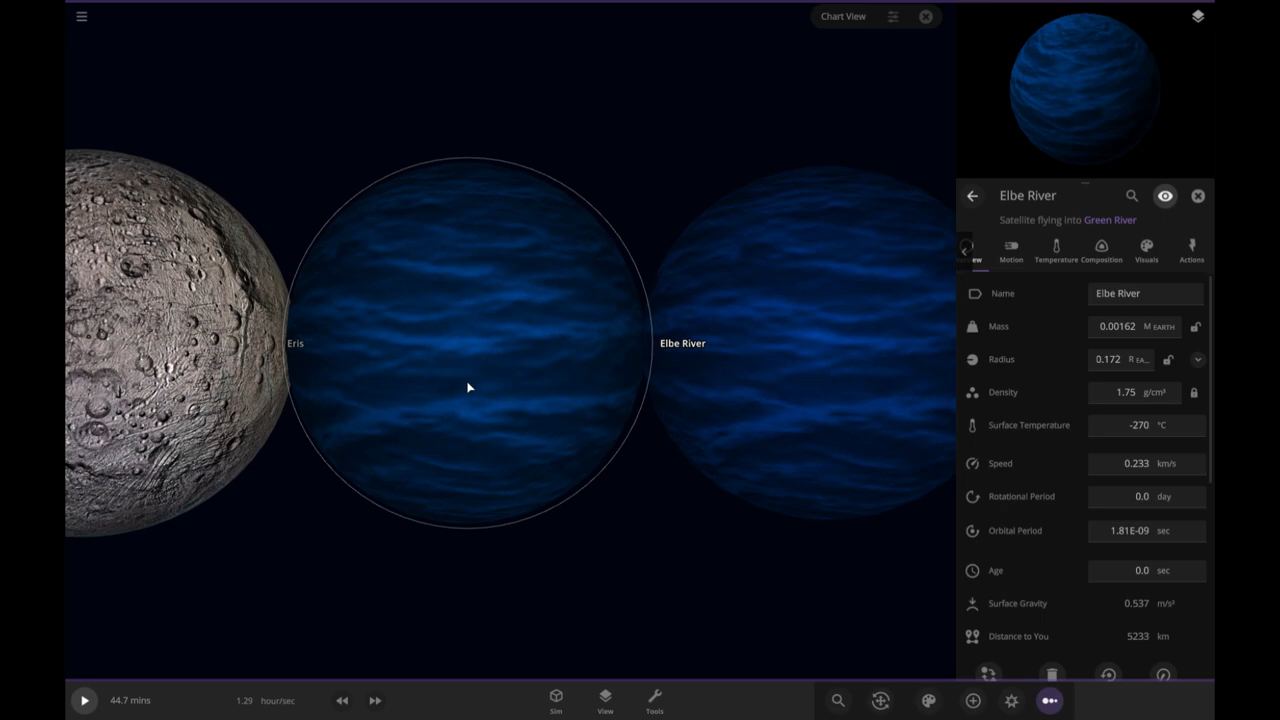 Chart View
Elbe River
Satellite flying into Green River
Motion
Temperature
Composition
Visuals
Actions
Name Elbe River
Mass 0.00162 M EARTH
Radius 0.172 R EA...
Density 1.75 g/cm³
Surface Temperature -270 °C
Speed 0.233 km/s
Rotational Period 0.0 day
Orbital Period 1.81E-09 sec
Age 0.0 sec
Surface Gravity 0.537 m/s²
Distance to You 5233 km
Eris
Elbe River
44.7 mins
1.29 hour/sec
Sim
View
Tools